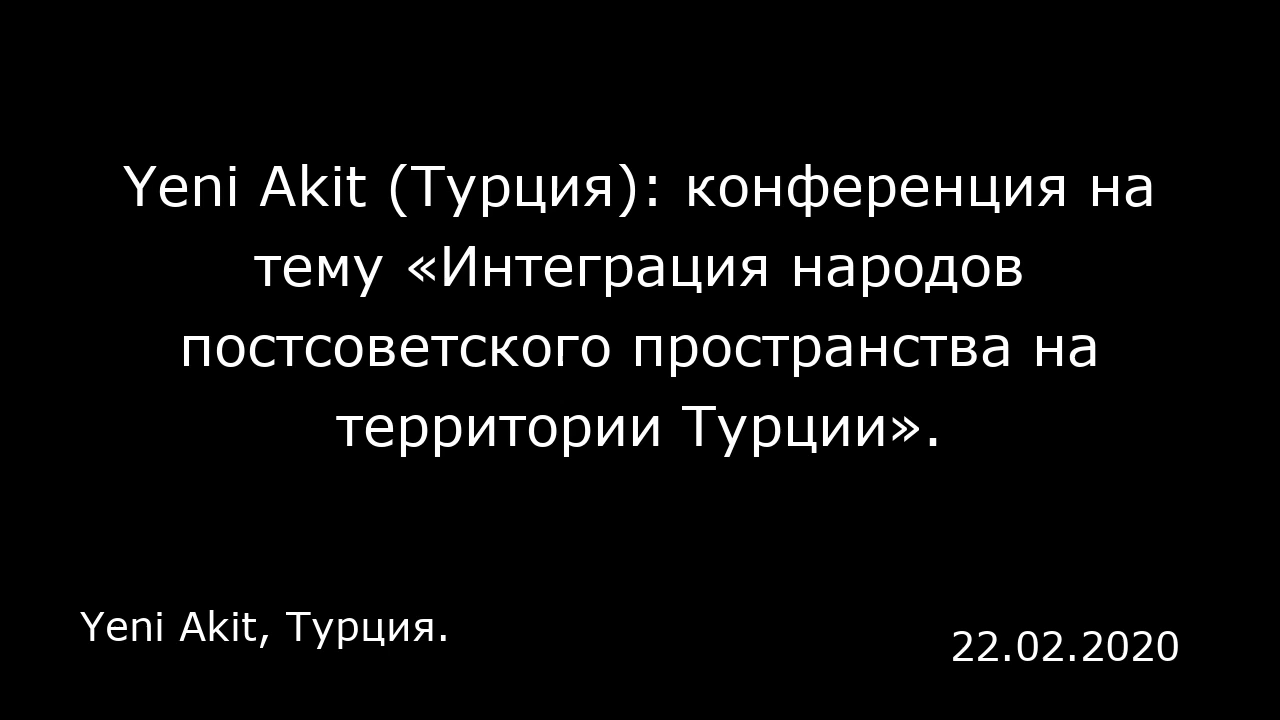 Yeni Akit (Турция): конференция на
тему «Интеграция народов
постсоветского пространства на
территории Турции».
Yeni Akit, Турция.
22.02.2020